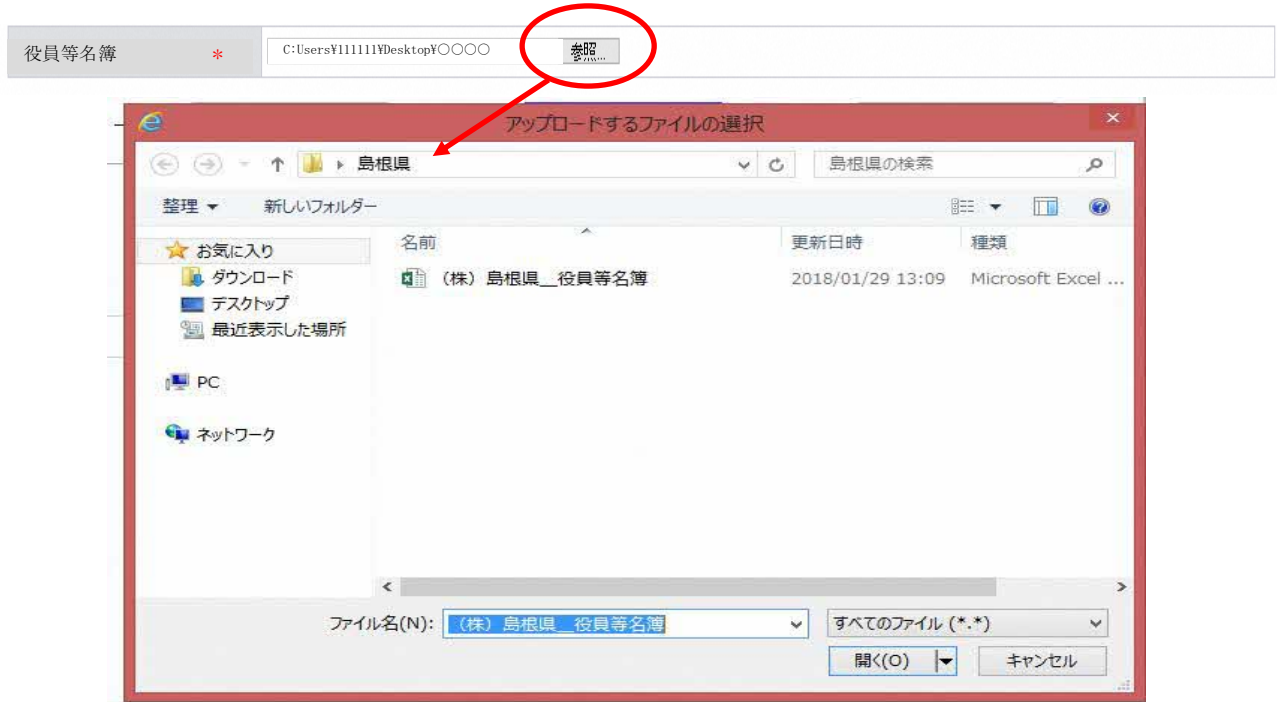 役員等名簿 * C:Users¥111111¥Desktop¥〇〇〇〇 参照...
アップロードするファイルの選択
島根県 島根県の検索
整理 新しいフォルダー
名前 更新日時 種類
お気に入り
(株) 島根県__役員等名簿 2018/01/29 13:09 Microsoft Excel ...
ダウンロード
デスクトップ
最近表示した場所
PC
ネットワーク
ファイル名(N): (株) 島根県__役員等名簿 すべてのファイル (*.*)
開く(O) キャンセル